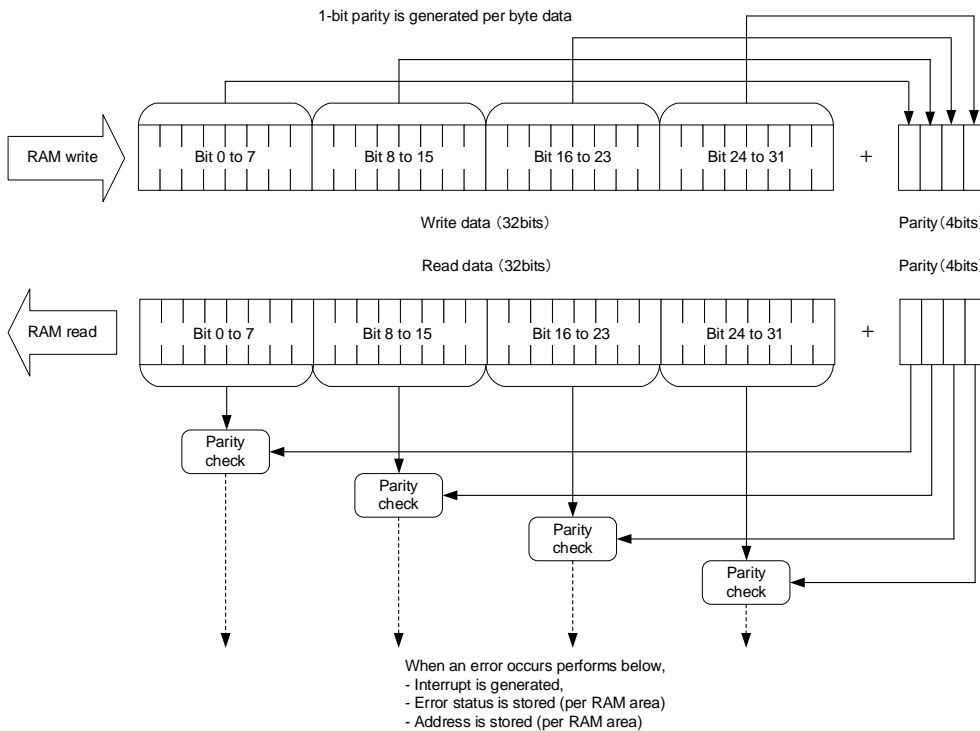 1-bit parity is generated per byte data
RAM write
Bit 0 to 7
Bit 8 to 15
Bit 16 to 23
Bit 24 to 31
+
Write data (32bits)
Parity (4bits)
Read data (32bits)
Parity (4bits)
RAM read
Bit 0 to 7
Bit 8 to 15
Bit 16 to 23
Bit 24 to 31
+
Parity
check
Parity
check
Parity
check
Parity
check
When an error occurs performs below,
- Interrupt is generated,
- Error status is stored (per RAM area)
- Address is stored (per RAM area)